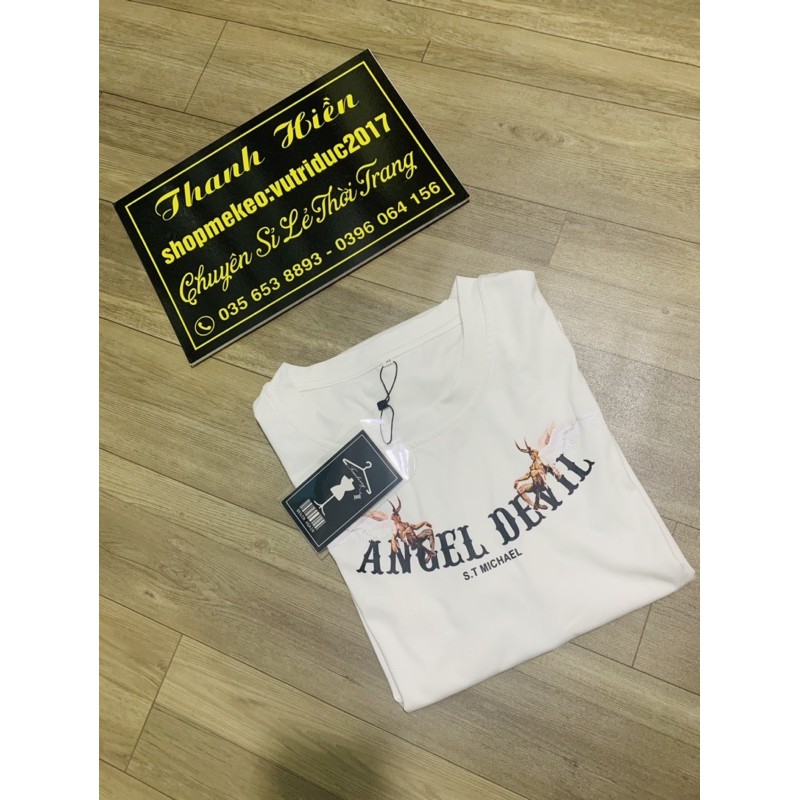 Thanh Hiền
shopmekeo:vutriduc2017
Chuyên Sỉ Lẻ Thời Trang
035 653 8893 - 0396 064 156
ANGEL DEVIL
S.T MICHAEL